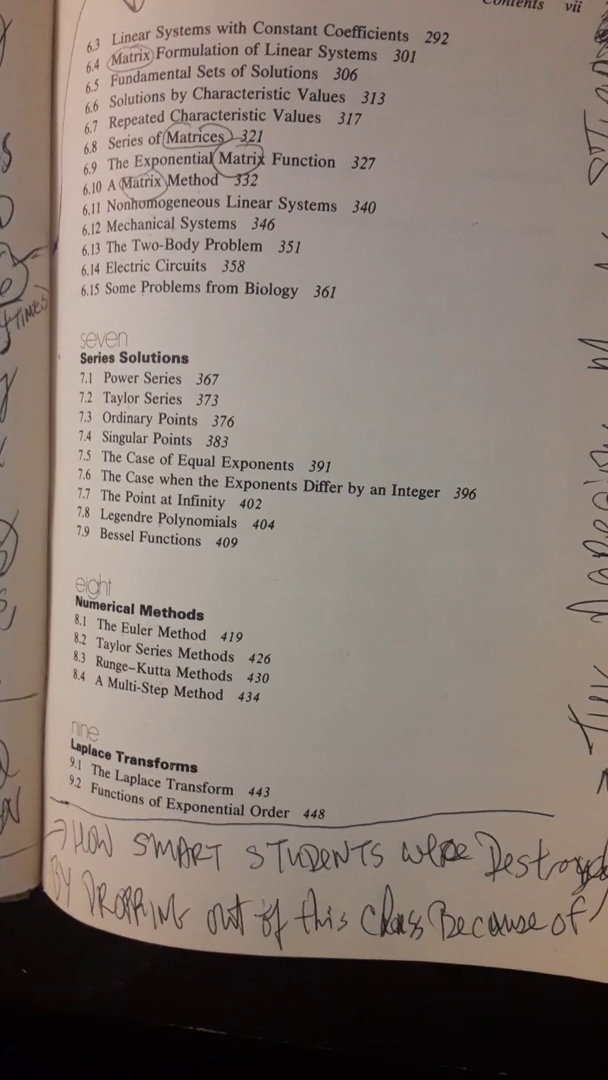 Contents vii
6.3 Linear Systems with Constant Coefficients 292
6.4 Matrix Formulation of Linear Systems 301
6.5 Fundamental Sets of Solutions 306
6.6 Solutions by Characteristic Values 313
6.7 Repeated Characteristic Values 317
6.8 Series of Matrices 321
6.9 The Exponential Matrix Function 327
6.10 A Matrix Method 332
6.11 Nonhomogeneous Linear Systems 340
6.12 Mechanical Systems 346
6.13 The Two-Body Problem 351
6.14 Electric Circuits 358
6.15 Some Problems from Biology 361
TIMES
seven
Series Solutions
7.1 Power Series 367
7.2 Taylor Series 373
7.3 Ordinary Points 376
7.4 Singular Points 383
7.5 The Case of Equal Exponents 391
7.6 The Case when the Exponents Differ by an Integer 396
7.7 The Point at Infinity 402
7.8 Legendre Polynomials 404
7.9 Bessel Functions 409
eight
Numerical Methods
8.1 The Euler Method 419
8.2 Taylor Series Methods 426
8.3 Runge–Kutta Methods 430
8.4 A Multi-Step Method 434
nine
Laplace Transforms
9.1 The Laplace Transform 443
9.2 Functions of Exponential Order 448
→ HOW SMART STUDENTS were Destroyed
BY DROPPING out of this class Because of